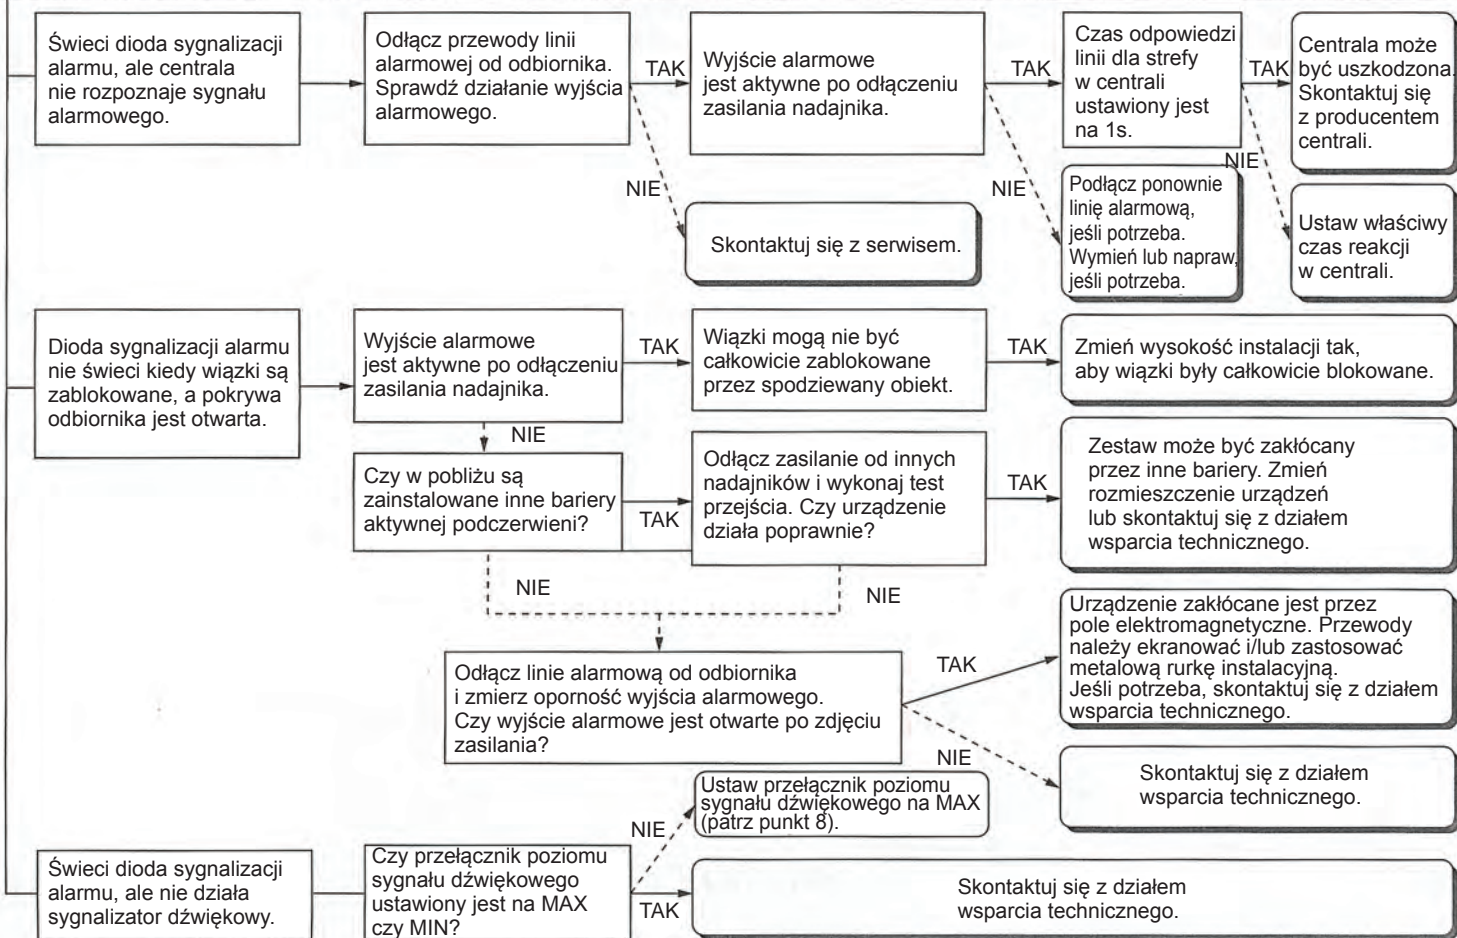 Świeci dioda sygnalizacji
alarmu, ale centrala
nie rozpoznaje sygnału
alarmowego.
Odłącz przewody linii
alarmowej od odbiornika.
Sprawdź działanie wyjścia
alarmowego.
TAK
NIE
Wyjście alarmowe
jest aktywne po odłączeniu
zasilania nadajnika.
Skontaktuj się z serwisem.
TAK
NIE
Czas odpowiedzi
linii dla strefy
w centrali
ustawiony jest
na 1s.
Podłącz ponownie
linię alarmową,
jeśli potrzeba.
Wymień lub napraw,
jeśli potrzeba.
TAK
NIE
Centrala może
być uszkodzona.
Skontaktuj się
z producentem
centrali.
Ustaw właściwy
czas reakcji
w centrali.
Dioda sygnalizacji alarmu
nie świeci kiedy wiązki są
zablokowane, a pokrywa
odbiornika jest otwarta.
Wyjście alarmowe
jest aktywne po odłączeniu
zasilania nadajnika.
TAK
Wiązki mogą nie być
całkowicie zablokowane
przez spodziewany obiekt.
TAK
Zmień wysokość instalacji tak,
aby wiązki były całkowicie blokowane.
NIE
Czy w pobliżu są
zainstalowane inne bariery
aktywnej podczerwieni?
TAK
Odłącz zasilanie od innych
nadajników i wykonaj test
przejścia. Czy urządzenie
działa poprawnie?
TAK
Zestaw może być zakłócany
przez inne bariery. Zmień
rozmieszczenie urządzeń
lub skontaktuj się z działem
wsparcia technicznego.
NIE
NIE
Odłącz linie alarmową od odbiornika
i zmierz oporność wyjścia alarmowego.
Czy wyjście alarmowe jest otwarte po zdjęciu
zasilania?
TAK
Urządzenie zakłócane jest przez
pole elektromagnetyczne. Przewody
należy ekranować i/lub zastosować
metalową rurkę instalacyjną.
Jeśli potrzeba, skontaktuj się z działem
wsparcia technicznego.
NIE
Skontaktuj się z działem
wsparcia technicznego.
Świeci dioda sygnalizacji
alarmu, ale nie działa
sygnalizator dźwiękowy.
Czy przełącznik poziomu
sygnału dźwiękowego
ustawiony jest na MAX
czy MIN?
NIE
Ustaw przełącznik poziomu
sygnału dźwiękowego na MAX
(patrz punkt 8).
TAK
Skontaktuj się z działem
wsparcia technicznego.